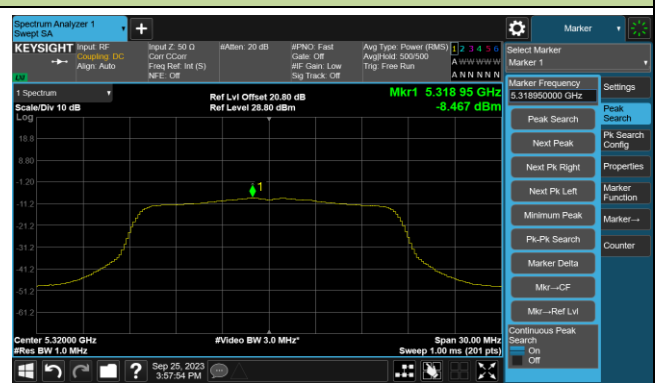 Spectrum Analyzer 1
Swept SA
Marker
KEYSIGHT
Input: RF
Coupling: DC
Align: Auto
Input Z: 50 Ω
Corr CCorr
Freq Ref: Int (S)
NFE: Off
#Atten: 20 dB
#PNO: Fast
Gate: Off
#IF Gain: Low
Sig Track: Off
Avg Type: Power (RMS)
Avg|Hold: 500/500
Trig: Free Run
1 2 3 4 5 6
A W W W W W
A N N N N N
LM
Select Marker
Marker 1
1 Spectrum
Scale/Div 10 dB
Log
Ref Lvl Offset 20.80 dB
Ref Level 28.80 dBm
Mkr1 5.318 95 GHz
-8.467 dBm
18.8
8.80
-1.20
-11.2
-21.2
-31.2
-41.2
-51.2
-61.2
1
Center 5.32000 GHz
#Res BW 1.0 MHz
#Video BW 3.0 MHz*
Span 30.00 MHz
Sweep 1.00 ms (201 pts)
Marker Frequency
5.318950000 GHz
Peak Search
Next Peak
Next Pk Right
Next Pk Left
Minimum Peak
Pk-Pk Search
Marker Delta
Mkr→CF
Mkr→Ref Lvl
Continuous Peak
Search
On
Off
Settings
Peak
Search
Pk Search
Config
Properties
Marker
Function
Marker→
Counter
?
Sep 25, 2023
3:57:54 PM